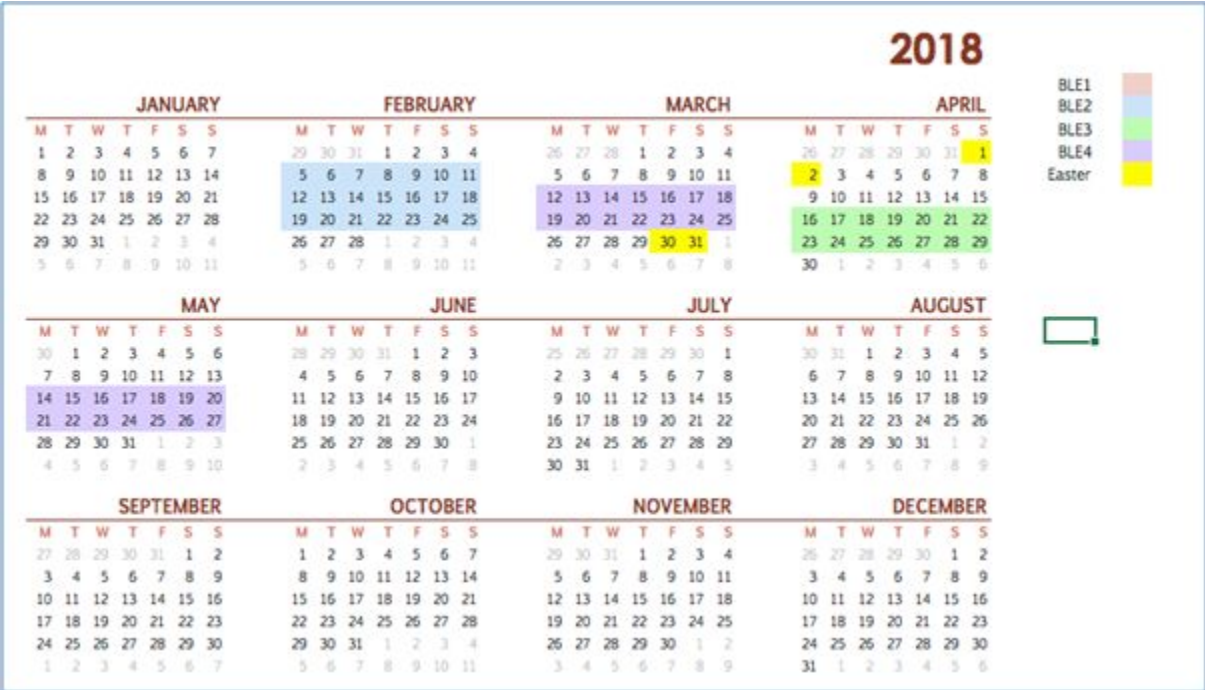 2018
BLE1
BLE2
BLE3
BLE4
Easter
JANUARY FEBRUARY MARCH APRIL
M T W T F S S M T W T F S S M T W T F S S M T W T F S S
1 2 3 4 5 6 7 29 30 31 1 2 3 4 26 27 28 1 2 3 4 26 27 28 29 30 31 1
8 9 10 11 12 13 14 5 6 7 8 9 10 11 5 6 7 8 9 10 11 2 3 4 5 6 7 8
15 16 17 18 19 20 21 12 13 14 15 16 17 18 12 13 14 15 16 17 18 9 10 11 12 13 14 15
22 23 24 25 26 27 28 19 20 21 22 23 24 25 19 20 21 22 23 24 25 16 17 18 19 20 21 22
29 30 31 1 2 3 4 26 27 28 1 2 3 4 26 27 28 29 30 31 1 23 24 25 26 27 28 29
5 6 7 8 9 10 11 5 6 7 8 9 10 11 2 3 4 5 6 7 8 30 1 2 3 4 5 6
MAY JUNE JULY AUGUST
M T W T F S S M T W T F S S M T W T F S S M T W T F S S
30 1 2 3 4 5 6 28 29 30 31 1 2 3 25 26 27 28 29 30 1 30 31 1 2 3 4 5
7 8 9 10 11 12 13 4 5 6 7 8 9 10 2 3 4 5 6 7 8 6 7 8 9 10 11 12
14 15 16 17 18 19 20 11 12 13 14 15 16 17 9 10 11 12 13 14 15 13 14 15 16 17 18 19
21 22 23 24 25 26 27 18 19 20 21 22 23 24 16 17 18 19 20 21 22 20 21 22 23 24 25 26
28 29 30 31 1 2 3 25 26 27 28 29 30 1 23 24 25 26 27 28 29 27 28 29 30 31 1 2
4 5 6 7 8 9 10 2 3 4 5 6 7 8 30 31 1 2 3 4 5 3 4 5 6 7 8 9
SEPTEMBER OCTOBER NOVEMBER DECEMBER
M T W T F S S M T W T F S S M T W T F S S M T W T F S S
27 28 29 30 31 1 2 1 2 3 4 5 6 7 29 30 31 1 2 3 4 26 27 28 29 30 1 2
3 4 5 6 7 8 9 8 9 10 11 12 13 14 5 6 7 8 9 10 11 3 4 5 6 7 8 9
10 11 12 13 14 15 16 15 16 17 18 19 20 21 12 13 14 15 16 17 18 10 11 12 13 14 15 16
17 18 19 20 21 22 23 22 23 24 25 26 27 28 19 20 21 22 23 24 25 17 18 19 20 21 22 23
24 25 26 27 28 29 30 29 30 31 1 2 3 4 26 27 28 29 30 1 2 24 25 26 27 28 29 30
1 2 3 4 5 6 7 5 6 7 8 9 10 11 3 4 5 6 7 8 9 31 1 2 3 4 5 6